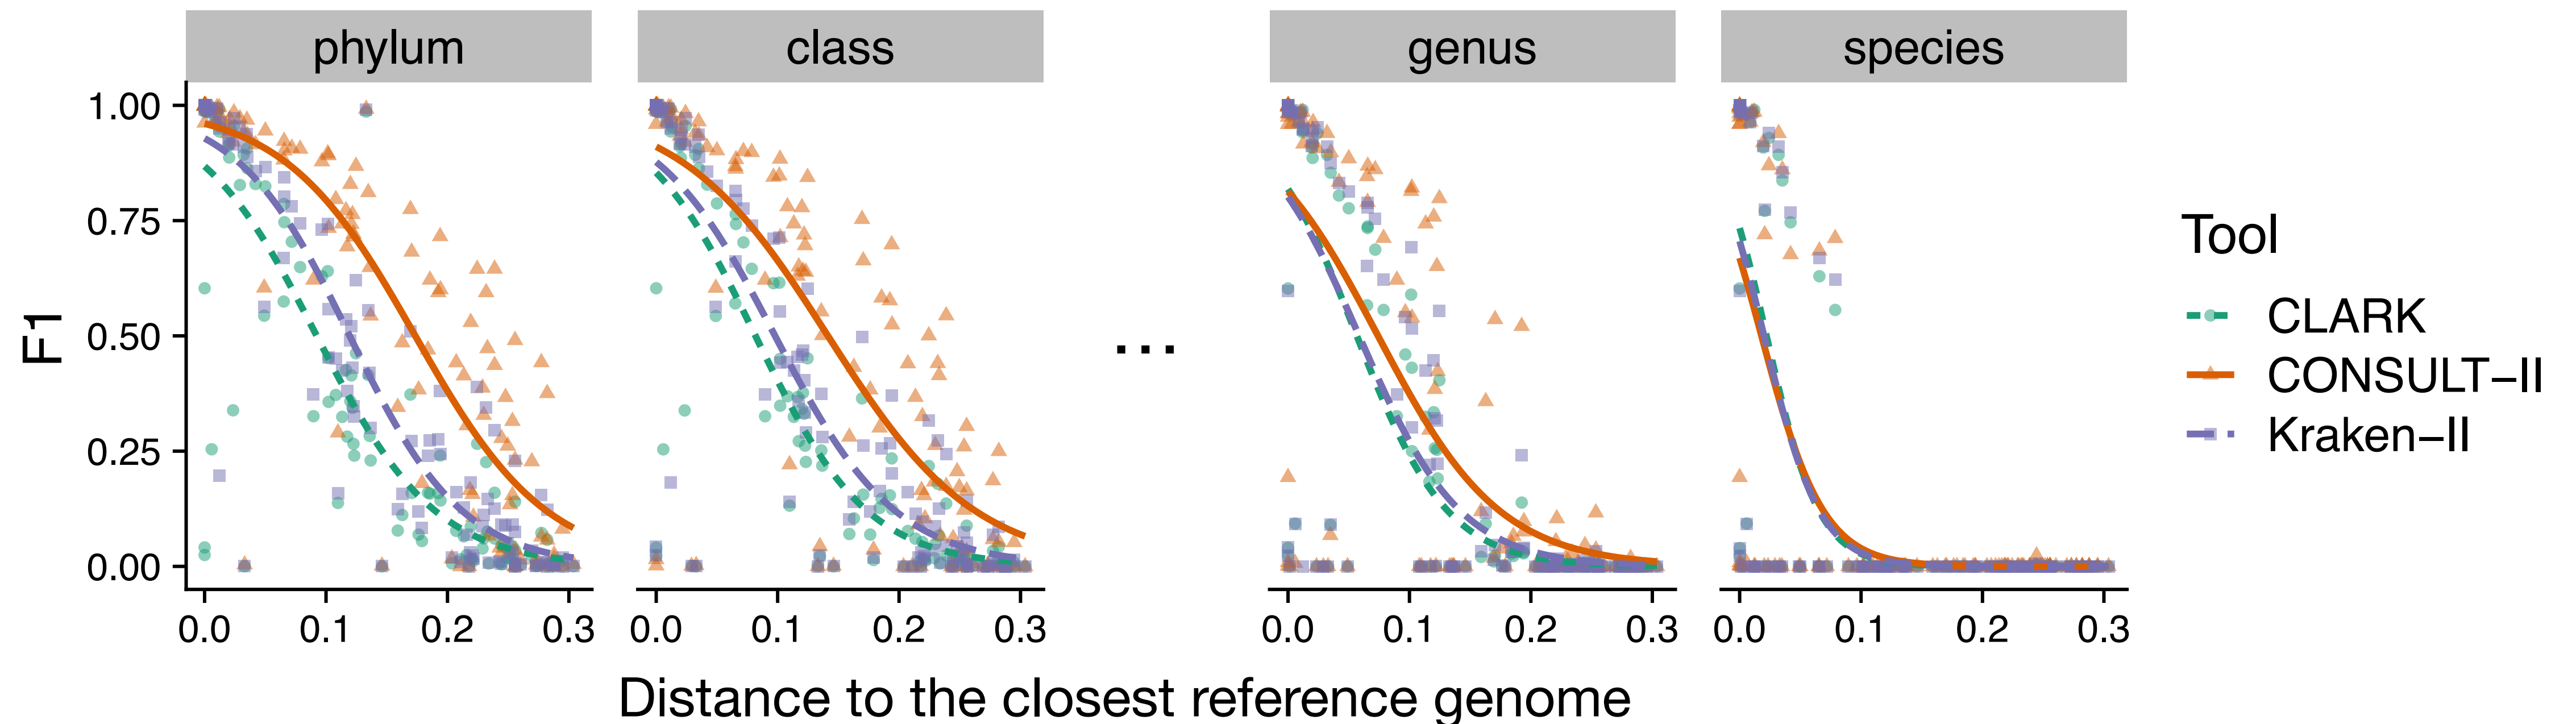 phylum class genus species
1.00
0.75
0.50
0.25
0.00
F1
...
0.0 0.1 0.2 0.3 0.0 0.1 0.2 0.3 0.0 0.1 0.2 0.3 0.0 0.1 0.2 0.3
Distance to the closest reference genome
Tool
CLARK
CONSULT−II
Kraken−II